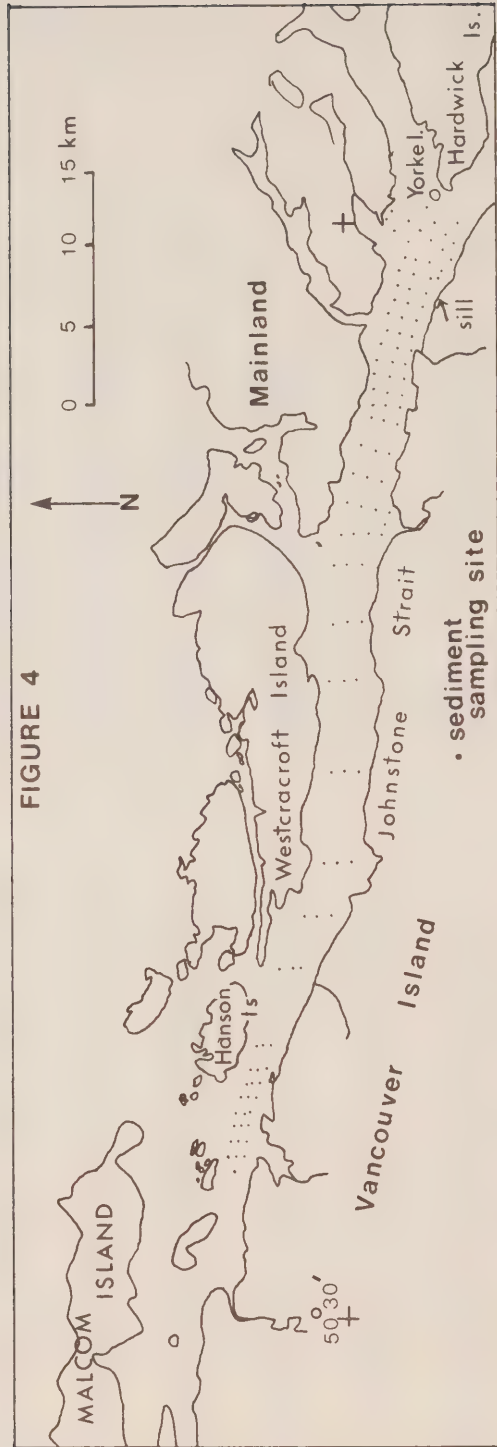 FIGURE 4
N
0 5 10 15 km
MALCOM
ISLAND
Hanson
Is
Westcracroft Island
Mainland
Yorke I.
Hardwick Is.
sill
Johnstone Strait
Vancouver Island
50°30′
• sediment
sampling site